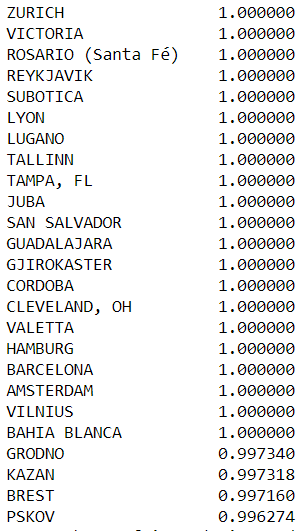 ZURICH 1.000000
VICTORIA 1.000000
ROSARIO (Santa Fé) 1.000000
REYKJAVIK 1.000000
SUBOTICA 1.000000
LYON 1.000000
LUGANO 1.000000
TALLINN 1.000000
TAMPA, FL 1.000000
JUBA 1.000000
SAN SALVADOR 1.000000
GUADALAJARA 1.000000
GJIROKASTER 1.000000
CORDOBA 1.000000
CLEVELAND, OH 1.000000
VALETTA 1.000000
HAMBURG 1.000000
BARCELONA 1.000000
AMSTERDAM 1.000000
VILNIUS 1.000000
BAHIA BLANCA 1.000000
GRODNO 0.997340
KAZAN 0.997318
BREST 0.997160
PSKOV 0.996274